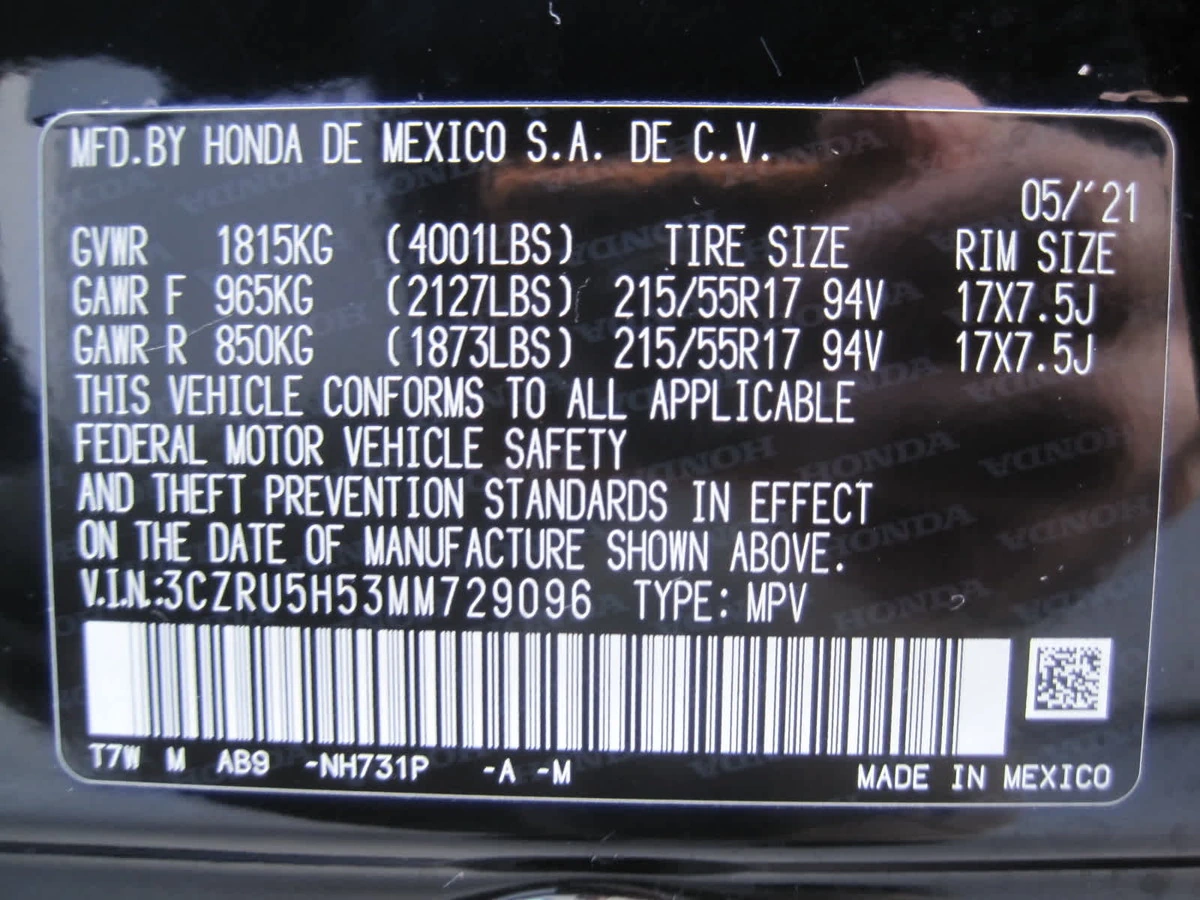 MFD.BY HONDA DE MEXICO S.A. DE C.V.
05/'21
GVWR 1815KG (4001LBS) TIRE SIZE RIM SIZE
GAWR F 965KG (2127LBS) 215/55R17 94V 17X7.5J
GAWR R 850KG (1873LBS) 215/55R17 94V 17X7.5J
THIS VEHICLE CONFORMS TO ALL APPLICABLE
FEDERAL MOTOR VEHICLE SAFETY
AND THEFT PREVENTION STANDARDS IN EFFECT
ON THE DATE OF MANUFACTURE SHOWN ABOVE.
V.I.N.:3CZRU5H53MM729096 TYPE: MPV
T7W M AB9 -NH731P -A -M MADE IN MEXICO